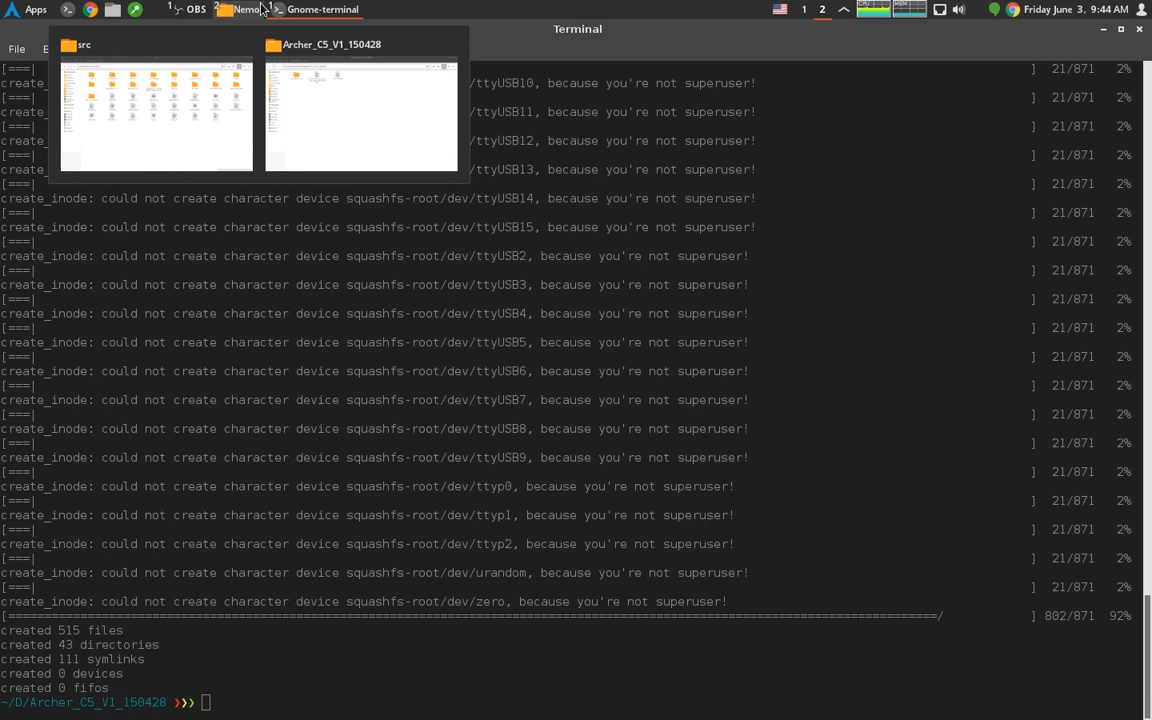 Apps 1 OBS 2 Nemo 1 Gnome-terminal 1 2 CPU MEM Friday June 3, 9:44 AM
Terminal
File E
src Archer_C5_V1_150428
[===| ] 21/871 2%
create_ /ttyUSB10, because you're not superuser!
[===| ] 21/871 2%
create_ /ttyUSB11, because you're not superuser!
[===| ] 21/871 2%
create_ /ttyUSB12, because you're not superuser!
[===| ] 21/871 2%
create_ /ttyUSB13, because you're not superuser!
[===| ] 21/871 2%
create_inode: could not create character device squashfs-root/dev/ttyUSB14, because you're not superuser!
[===| ] 21/871 2%
create_inode: could not create character device squashfs-root/dev/ttyUSB15, because you're not superuser!
[===| ] 21/871 2%
create_inode: could not create character device squashfs-root/dev/ttyUSB2, because you're not superuser!
[===| ] 21/871 2%
create_inode: could not create character device squashfs-root/dev/ttyUSB3, because you're not superuser!
[===| ] 21/871 2%
create_inode: could not create character device squashfs-root/dev/ttyUSB4, because you're not superuser!
[===| ] 21/871 2%
create_inode: could not create character device squashfs-root/dev/ttyUSB5, because you're not superuser!
[===| ] 21/871 2%
create_inode: could not create character device squashfs-root/dev/ttyUSB6, because you're not superuser!
[===| ] 21/871 2%
create_inode: could not create character device squashfs-root/dev/ttyUSB7, because you're not superuser!
[===| ] 21/871 2%
create_inode: could not create character device squashfs-root/dev/ttyUSB8, because you're not superuser!
[===| ] 21/871 2%
create_inode: could not create character device squashfs-root/dev/ttyUSB9, because you're not superuser!
[===| ] 21/871 2%
create_inode: could not create character device squashfs-root/dev/ttyp0, because you're not superuser!
[===| ] 21/871 2%
create_inode: could not create character device squashfs-root/dev/ttyp1, because you're not superuser!
[===| ] 21/871 2%
create_inode: could not create character device squashfs-root/dev/ttyp2, because you're not superuser!
[===| ] 21/871 2%
create_inode: could not create character device squashfs-root/dev/urandom, because you're not superuser!
[===| ] 21/871 2%
create_inode: could not create character device squashfs-root/dev/zero, because you're not superuser!
[================================================================================================================================/ ] 802/871 92%
created 515 files
created 43 directories
created 111 symlinks
created 0 devices
created 0 fifos
~/D/Archer_C5_V1_150428 ❯❯❯